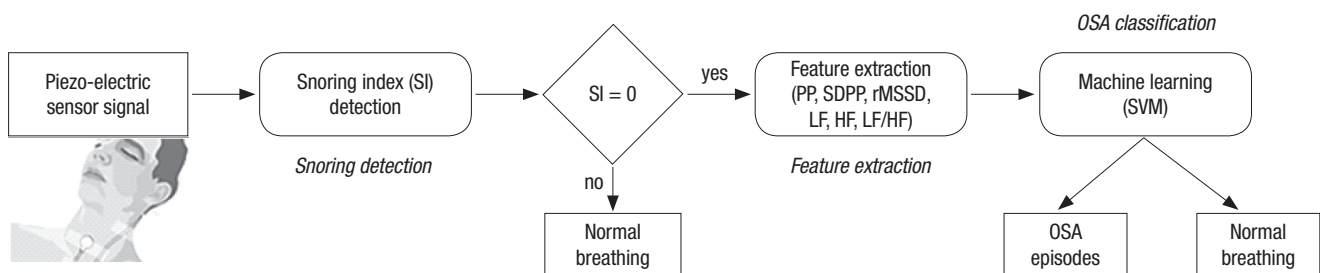 OSA classification
Piezo-electric
sensor signal
Snoring index (SI)
detection
SI = 0
yes
Feature extraction
(PP, SDPP, rMSSD,
LF, HF, LF/HF)
Machine learning
(SVM)
Snoring detection
Feature extraction
no
Normal
breathing
OSA
episodes
Normal
breathing